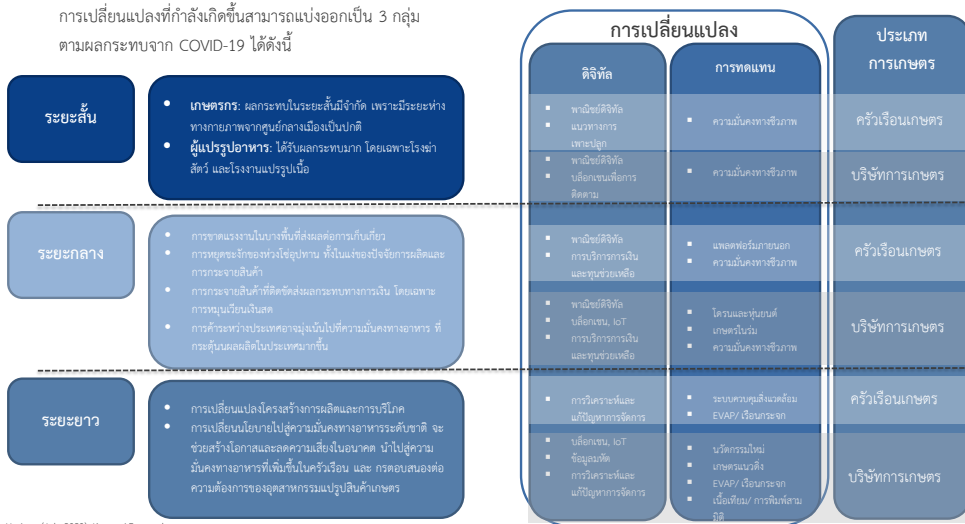 การเปลี่ยนแปลงที่กำลังเกิดขึ้นสามารถแบ่งออกเป็น 3 กลุ่ม
ตามผลกระทบจาก COVID-19 ได้ดังนี้
ระยะสั้น
เกษตรกร: ผลกระทบในระยะสั้นมีจำกัด เพราะมีระยะห่าง
ทางกายภาพจากศูนย์กลางเมืองเป็นปกติ
ผู้แปรรูปอาหาร: ได้รับผลกระทบมาก โดยเฉพาะโรงฆ่า
สัตว์ และโรงงานแปรรูปเนื้อ
ระยะกลาง
การขาดแรงงานในบางพื้นที่ส่งผลต่อการเก็บเกี่ยว
การหยุดชะงักของห่วงโซ่อุปทาน ทั้งในแง่ของปัจจัยการผลิตและ
การกระจายสินค้า
การกระจายสินค้าที่ติดขัดส่งผลกระทบทางการเงิน โดยเฉพาะ
การหมุนเวียนเงินสด
การค้าระหว่างประเทศอาจมุ่งเน้นไปที่ความมั่นคงทางอาหาร ที่
กระตุ้นนผลผลิตในประเทศมากขึ้น
ระยะยาว
การเปลี่ยนแปลงโครงสร้างการผลิตและการบริโภค
การเปลี่ยนนโยบายไปสู่ความมั่นคงทางอาหารระดับชาติ จะ
ช่วยสร้างโอกาสและลดความเสี่ยงในอนาคต นำไปสู่ความ
มั่นคงทางอาหารที่เพิ่มขึ้นในครัวเรือน และ กรตอบสนองต่อ
ความต้องการของอุตสาหกรรมแปรรูปสินค้าเกษตร
การเปลี่ยนแปลง
ประเภท
การเกษตร
ดิจิทัล
การทดแทน
พาณิชย์ดิจิทัล
แนวทางการ
เพาะปลูก
ความมั่นคงทางชีวภาพ
ครัวเรือนเกษตร
พาณิชย์ดิจิทัล
บล็อกเชนเพื่อการ
ติดตาม
ความมั่นคงทางชีวภาพ
บริษัทการเกษตร
พาณิชย์ดิจิทัล
การบริการการเงิน
และทุนช่วยเหลือ
แพลตฟอร์มภายนอก
ความมั่นคงทางชีวภาพ
ครัวเรือนเกษตร
พาณิชย์ดิจิทัล
บล็อกเชน, IoT
การบริการการเงิน
และทุนช่วยเหลือ
โดรนและหุ่นยนต์
เกษตรในร่ม
ความมั่นคงทางชีวภาพ
บริษัทการเกษตร
การวิเคราะห์และ
แก้ปัญหาการจัดการ
ระบบควบคุมสิ่งแวดล้อม
EVAP/ เรือนกระจก
ครัวเรือนเกษตร
บล็อกเชน, IoT
ข้อมูลมหัต
การวิเคราะห์และ
แก้ปัญหาการจัดการ
นวัตกรรมใหม่
เกษตรแนวดิ่ง
EVAP/ เรือนกระจก
เนื้อเทียม/ การพิมพ์สาม
มิติ
บริษัทการเกษตร